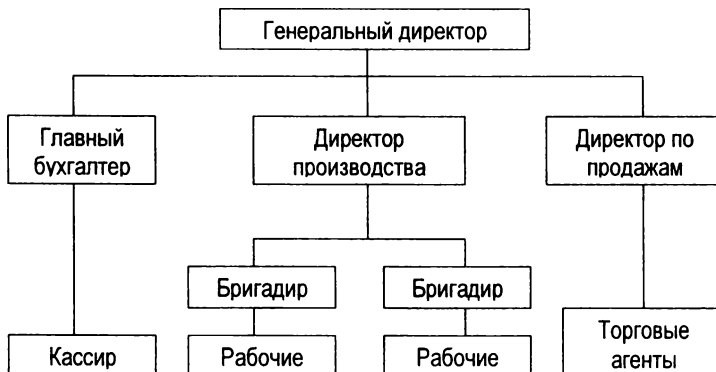 Генеральный директор
Главный
бухгалтер
Директор
производства
Директор по
продажам
Бригадир
Бригадир
Кассир
Рабочие
Рабочие
Торговые
агенты